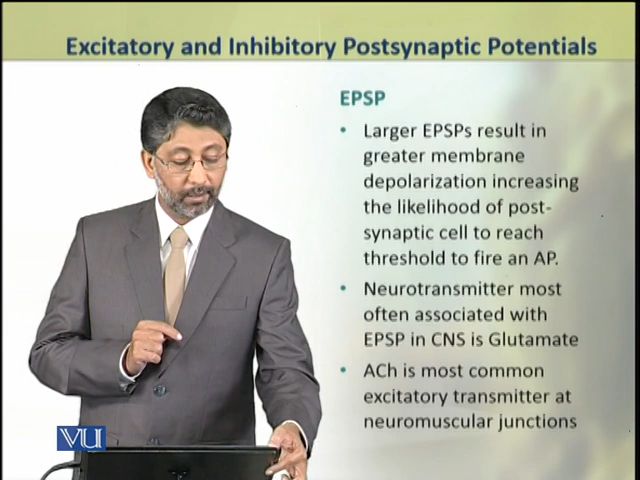 Excitatory and Inhibitory Postsynaptic Potentials
EPSP
• Larger EPSPs result in
greater membrane
depolarization increasing
the likelihood of post-
synaptic cell to reach
threshold to fire an AP.
• Neurotransmitter most
often associated with
EPSP in CNS is Glutamate
• ACh is most common
excitatory transmitter at
neuromuscular junctions
VU